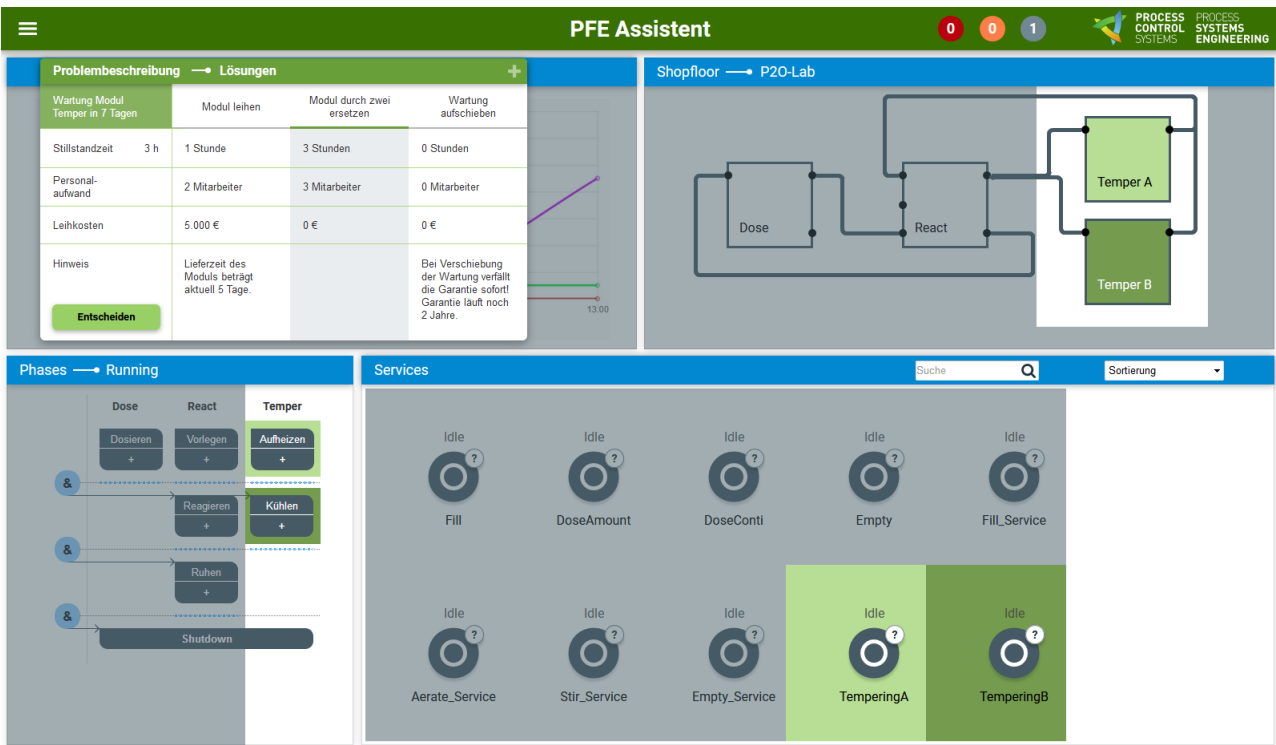 PFE Assistent
0 0 1
PROCESS CONTROL SYSTEMS
PROCESS SYSTEMS ENGINEERING
Problembeschreibung Lösungen +
Wartung Modul
Temper in 7 Tagen
Modul leihen
Modul durch zwei
ersetzen
Wartung
aufschieben
Stillstandzeit 3 h
1 Stunde
3 Stunden
0 Stunden
Personal-
aufwand
2 Mitarbeiter
3 Mitarbeiter
0 Mitarbeiter
Leihkosten
5.000 €
0 €
0 €
Hinweis
Lieferzeit des
Moduls beträgt
aktuell 5 Tage.
Bei Verschiebung
der Wartung verfällt
die Garantie sofort!
Garantie läuft noch
2 Jahre.
Entscheiden
13:00
Shopfloor P2O-Lab
Dose
React
Temper A
Temper B
Phases Running
Dose React Temper
Dosieren Vorlegen Aufheizen
+ + +
&
Reagieren Kühlen
+ +
&
Ruhen
+
&
Shutdown
Services
Suche
Sortierung
Idle Idle Idle Idle Idle
? ? ? ? ?
Fill DoseAmount DoseConti Empty Fill_Service
Idle Idle Idle Idle Idle
? ? ? ? ?
Aerate_Service Stir_Service Empty_Service TemperingA TemperingB